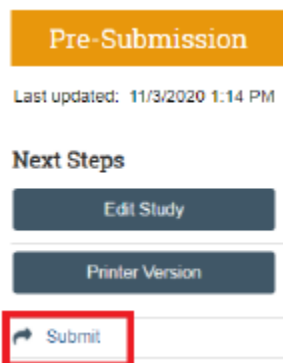 Pre-Submission
Last updated: 11/3/2020 1:14 PM
Next Steps
Edit Study
Printer Version
Submit